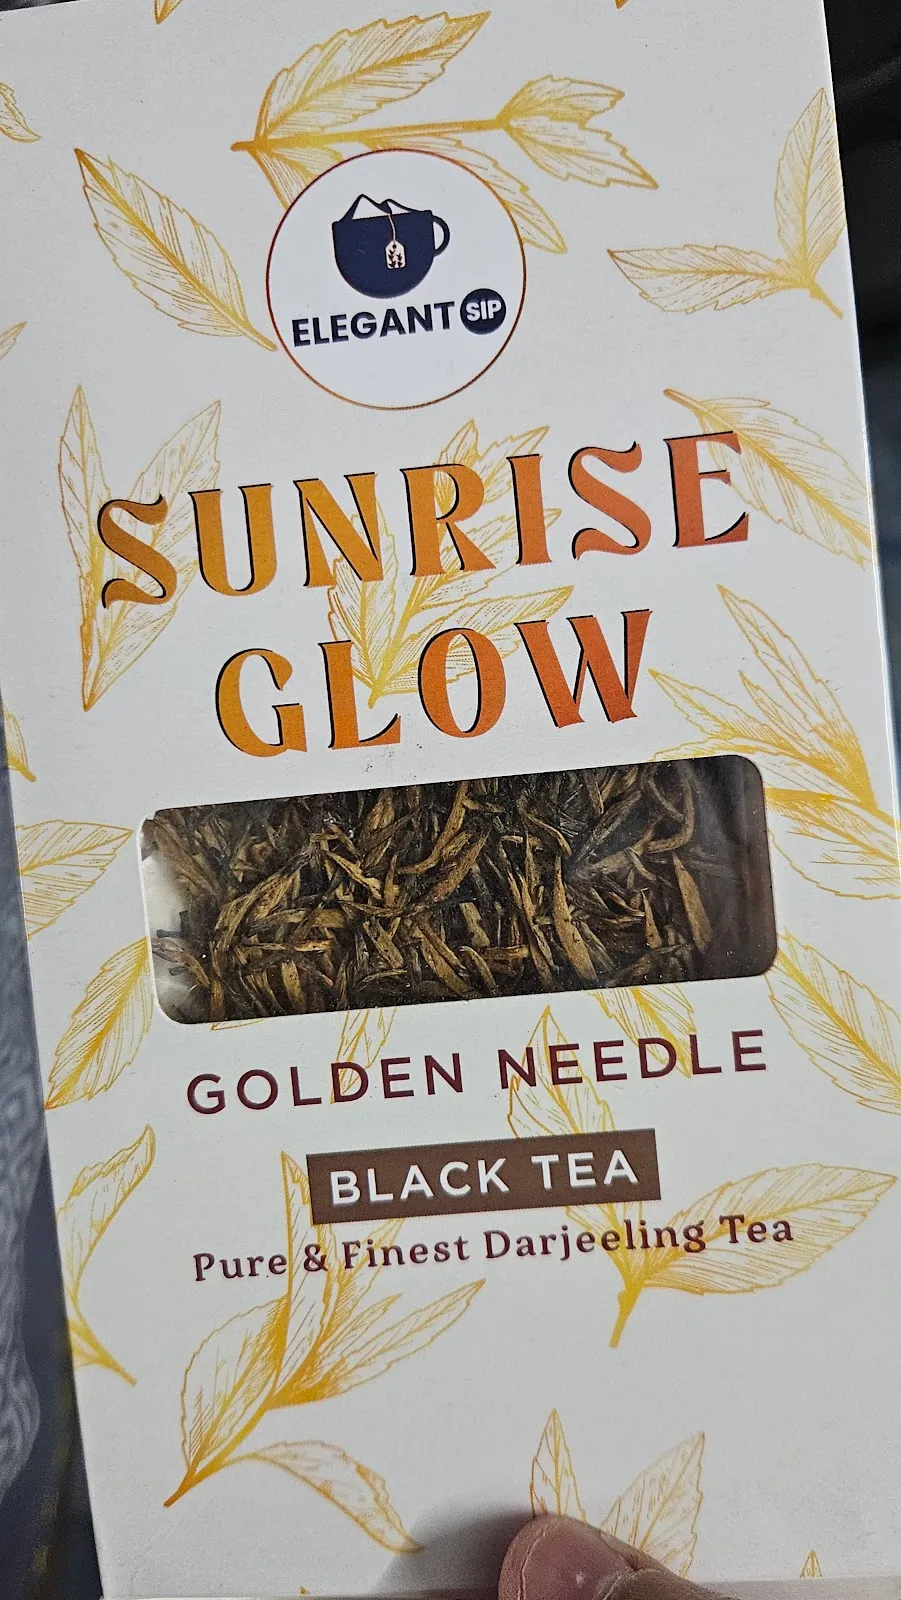 ELEGANT SIP
SUNRISE
GLOW
GOLDEN NEEDLE
BLACK TEA
Pure & Finest Darjeeling Tea